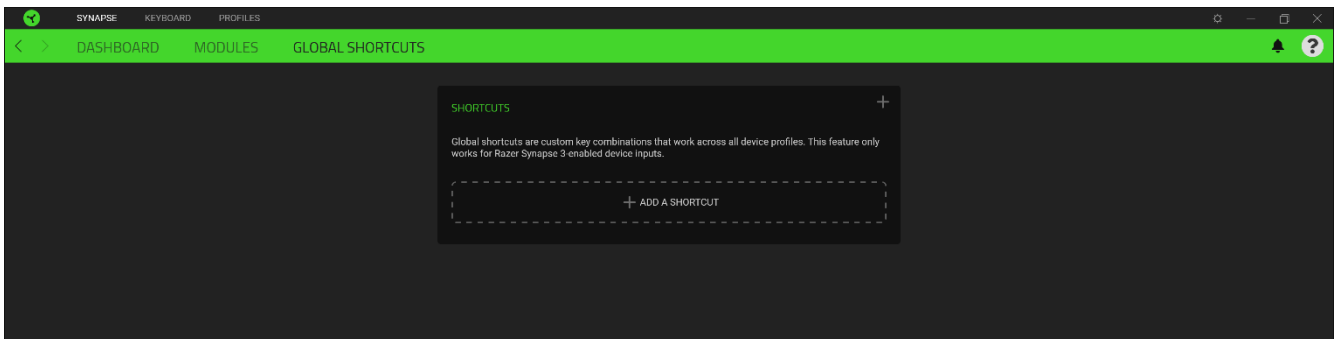 SYNAPSE KEYBOARD PROFILES
DASHBOARD MODULES GLOBAL SHORTCUTS
SHORTCUTS
Global shortcuts are custom key combinations that work across all device profiles. This feature only
works for Razer Synapse 3-enabled device inputs.
ADD A SHORTCUT